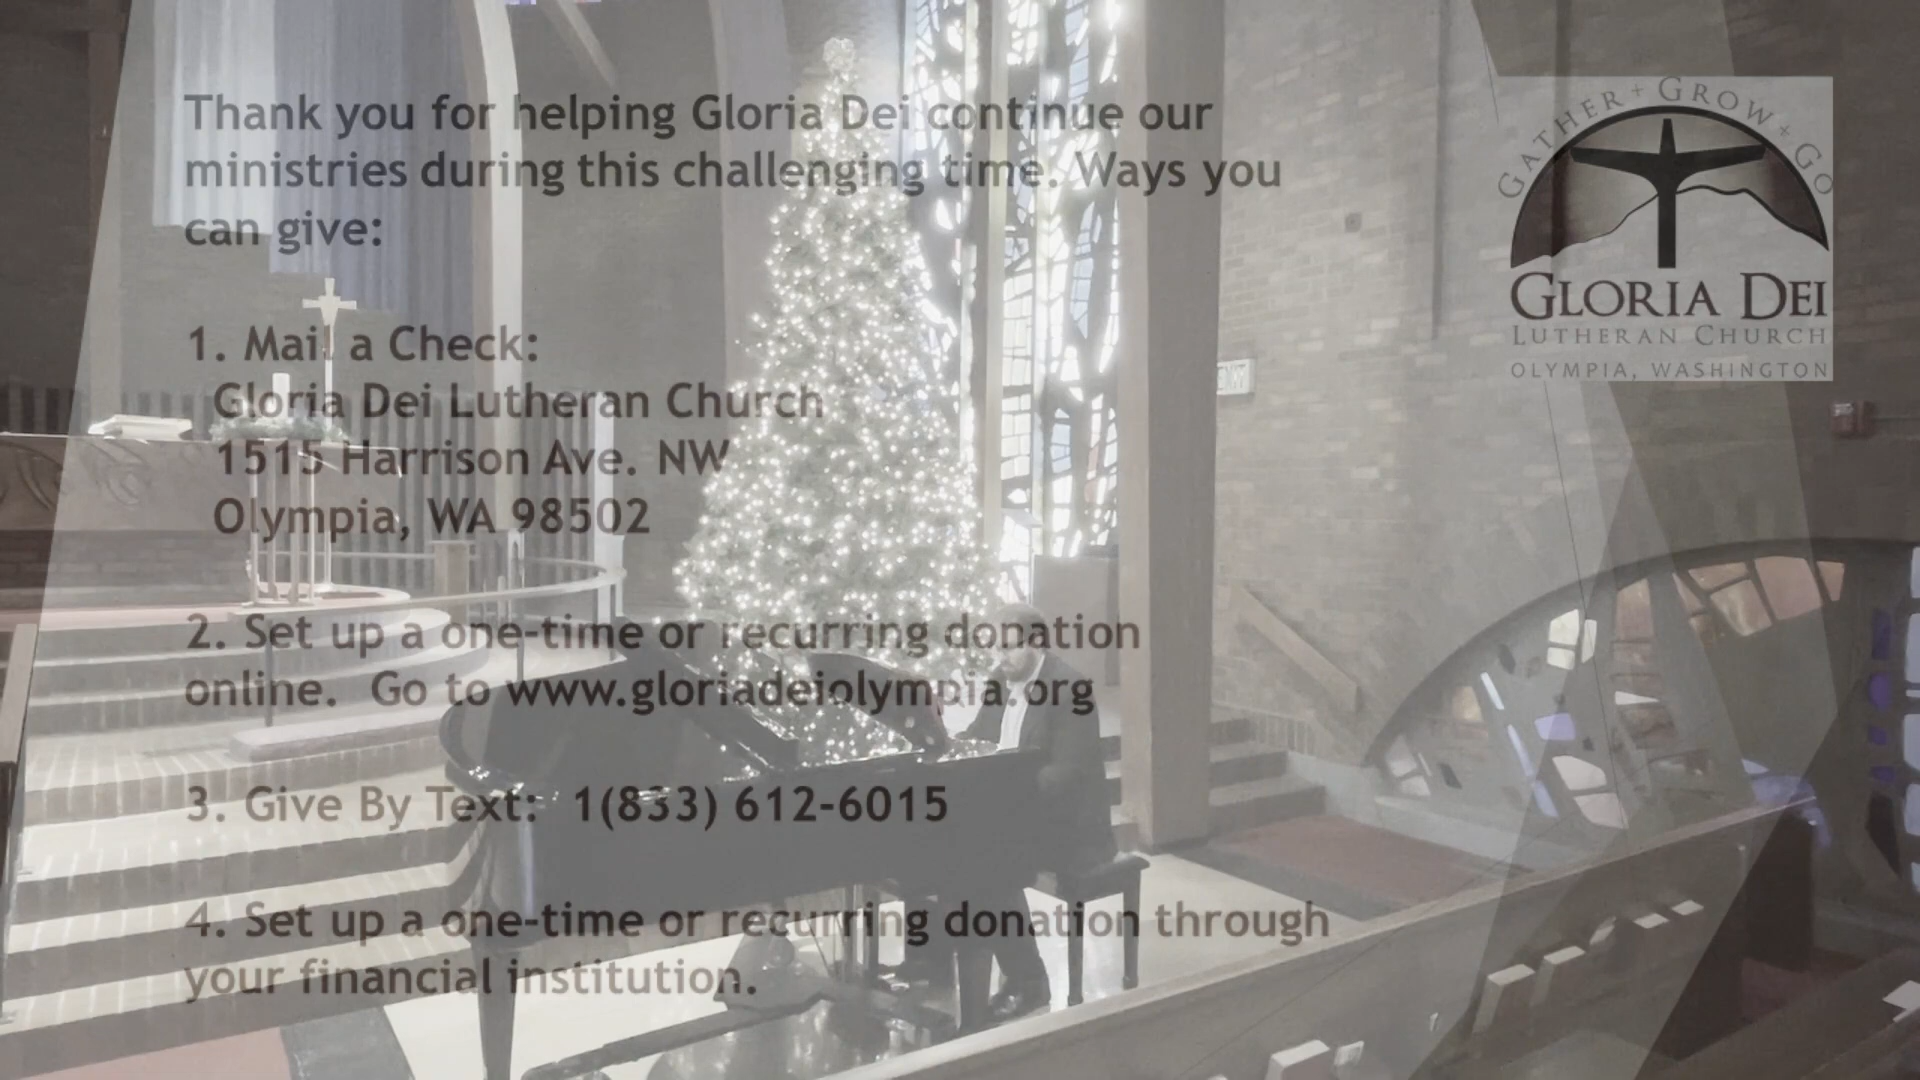 Thank you for helping Gloria Dei continue our
ministries during this challenging time. Ways you
can give:
1. Mail a Check:
Gloria Dei Lutheran Church
1515 Harrison Ave. NW
Olympia, WA 98502
2. Set up a one-time or recurring donation
online. Go to www.gloriadeiolympia.org
3. Give By Text: 1(833) 612-6015
4. Set up a one-time or recurring donation through
your financial institution.
GATHER + GROW + GO
GLORIA DEI
LUTHERAN CHURCH
OLYMPIA, WASHINGTON